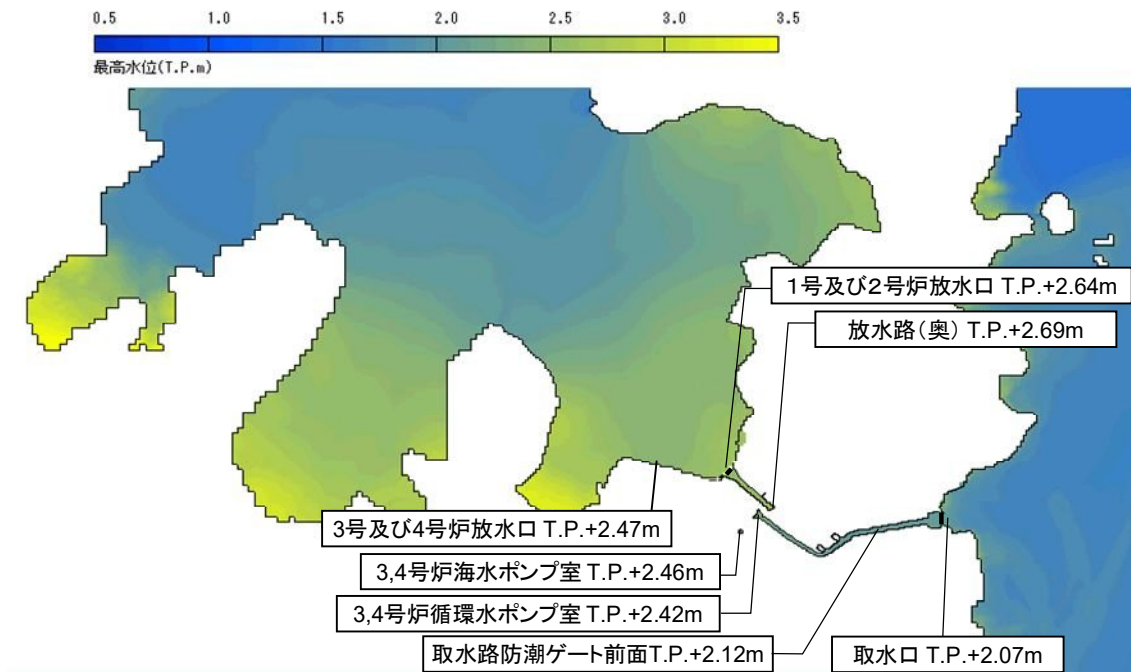 0.5 1.0 1.5 2.0 2.5 3.0 3.5
最高水位(T.P.m)
1号及び2号炉放水口 T.P.+2.64m
放水路(奥) T.P.+2.69m
3号及び4号炉放水口 T.P.+2.47m
3,4号炉海水ポンプ室 T.P.+2.46m
3,4号炉循環水ポンプ室 T.P.+2.42m
取水路防潮ゲート前面T.P.+2.12m
取水口 T.P.+2.07m